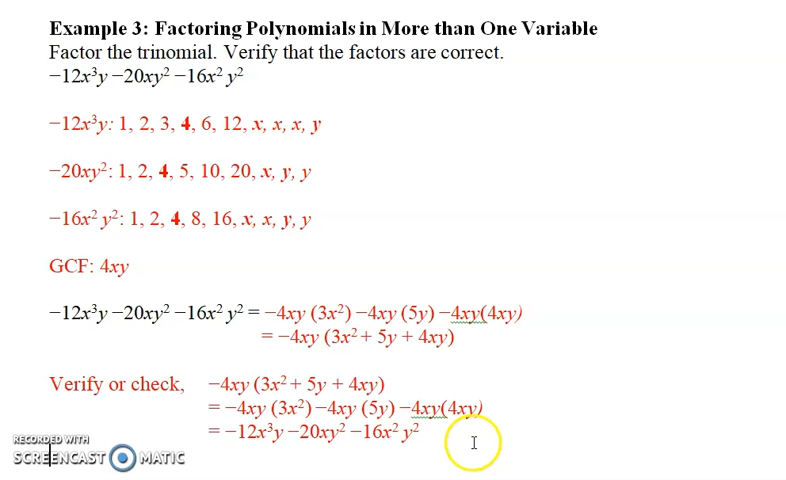 Example 3: Factoring Polynomials in More than One Variable
Factor the trinomial. Verify that the factors are correct.
−12x³y −20xy² −16x² y²
−12x³y: 1, 2, 3, 4, 6, 12, x, x, x, y
−20xy²: 1, 2, 4, 5, 10, 20, x, y, y
−16x² y²: 1, 2, 4, 8, 16, x, x, y, y
GCF: 4xy
−12x³y −20xy² −16x² y² = −4xy (3x²) −4xy (5y) −4xy(4xy)
= −4xy (3x² + 5y + 4xy)
Verify or check, −4xy (3x² + 5y + 4xy)
= −4xy (3x²) −4xy (5y) −4xy(4xy)
= −12x³y −20xy² −16x² y²
RECORDED WITH
SCREENCAST MATIC